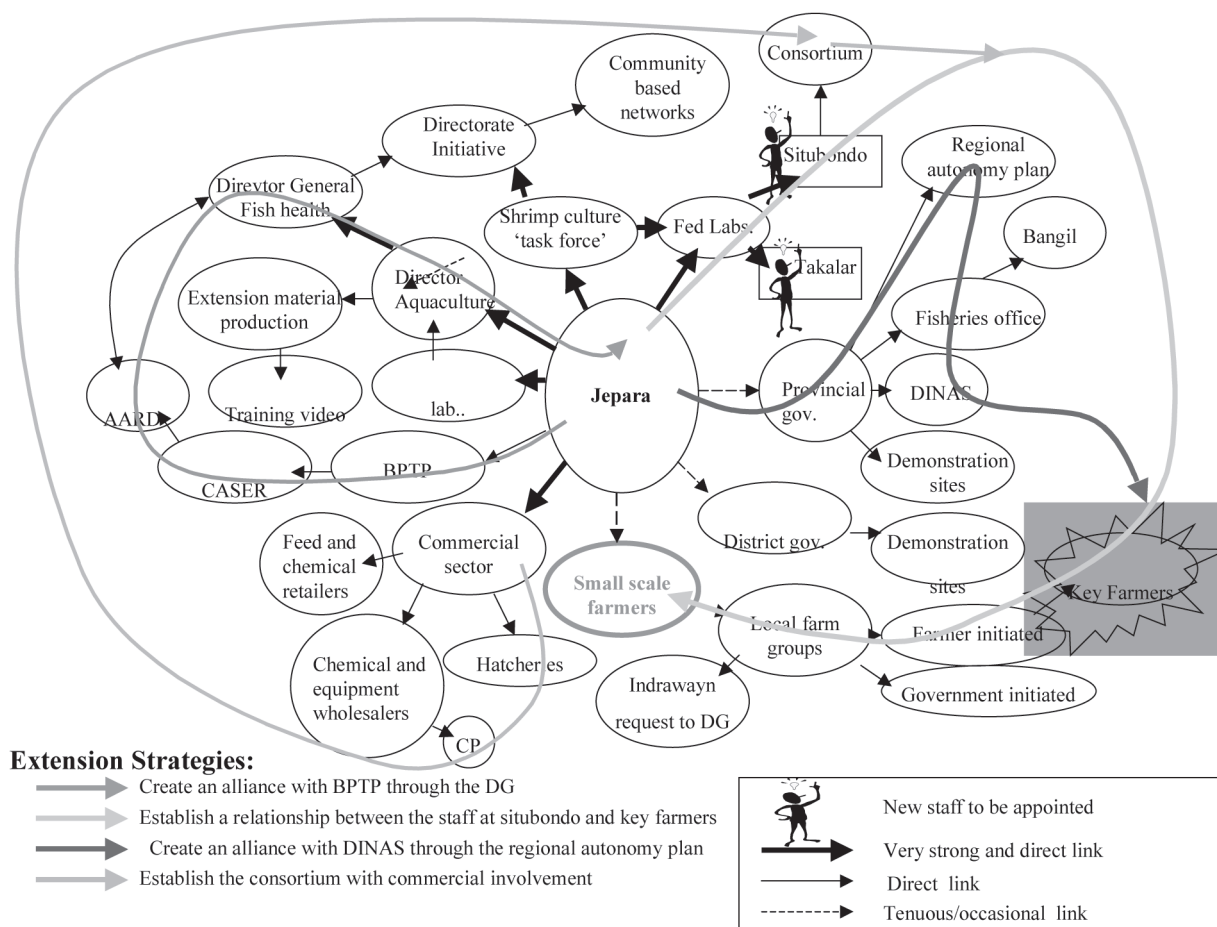 Consortium
Community
based
networks
Directorate
Initiative
Situbondo
Regional
autonomy plan
Direvtor General
Fish health
Shrimp culture
‘task force’
Fed Labs.
Bangil
Takalar
Director
Aquaculture
Extension material
production
Fisheries office
Jepara
Provincial
gov.
DINAS
AARD
Training video
lab..
CASER
BPTP
Demonstration
sites
Feed and
chemical
retailers
Commercial
sector
District gov.
Demonstration
sites
Small scale
farmers
Key Farmers
Local farm
groups
Farmer initiated
Chemical and
equipment
wholesalers
Hatcheries
Indrawayn
request to DG
Government initiated
CP
Extension Strategies:
Create an alliance with BPTP through the DG
Establish a relationship between the staff at situbondo and key farmers
Create an alliance with DINAS through the regional autonomy plan
Establish the consortium with commercial involvement
New staff to be appointed
Very strong and direct link
Direct link
Tenuous/occasional link